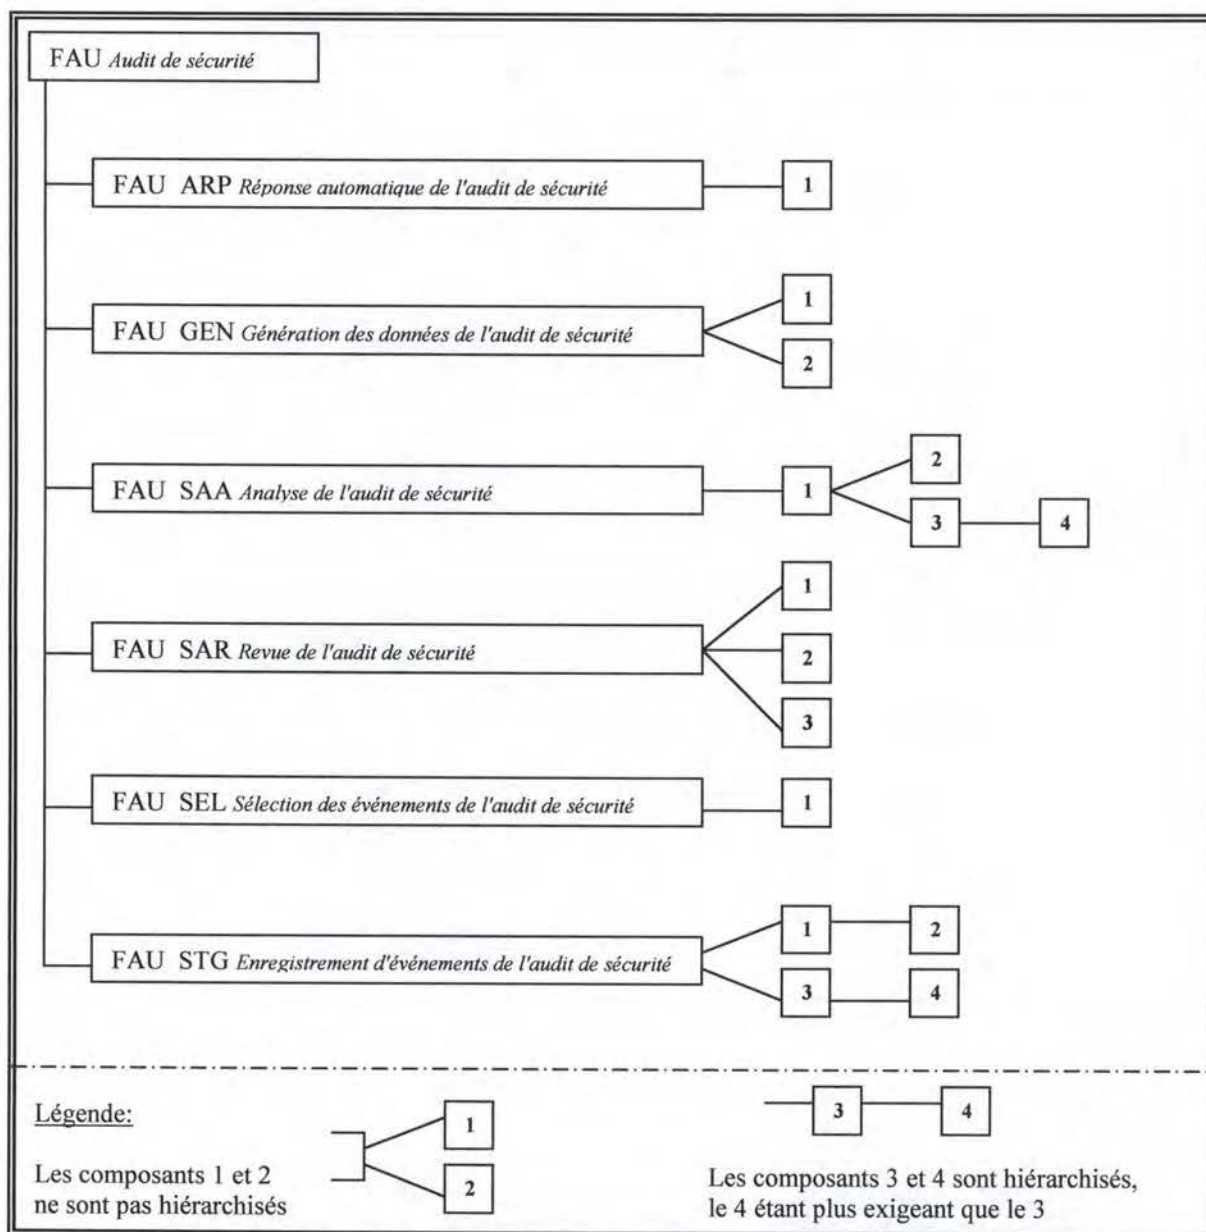 FAU Audit de sécurité
FAU ARP Réponse automatique de l'audit de sécurité
1
FAU GEN Génération des données de l'audit de sécurité
1
2
FAU SAA Analyse de l'audit de sécurité
1
2
3
4
FAU SAR Revue de l'audit de sécurité
1
2
3
FAU SEL Sélection des événements de l'audit de sécurité
1
FAU STG Enregistrement d'événements de l'audit de sécurité
1
2
3
4
Légende:
1
2
Les composants 1 et 2
ne sont pas hiérarchisés
3
4
Les composants 3 et 4 sont hiérarchisés,
le 4 étant plus exigeant que le 3